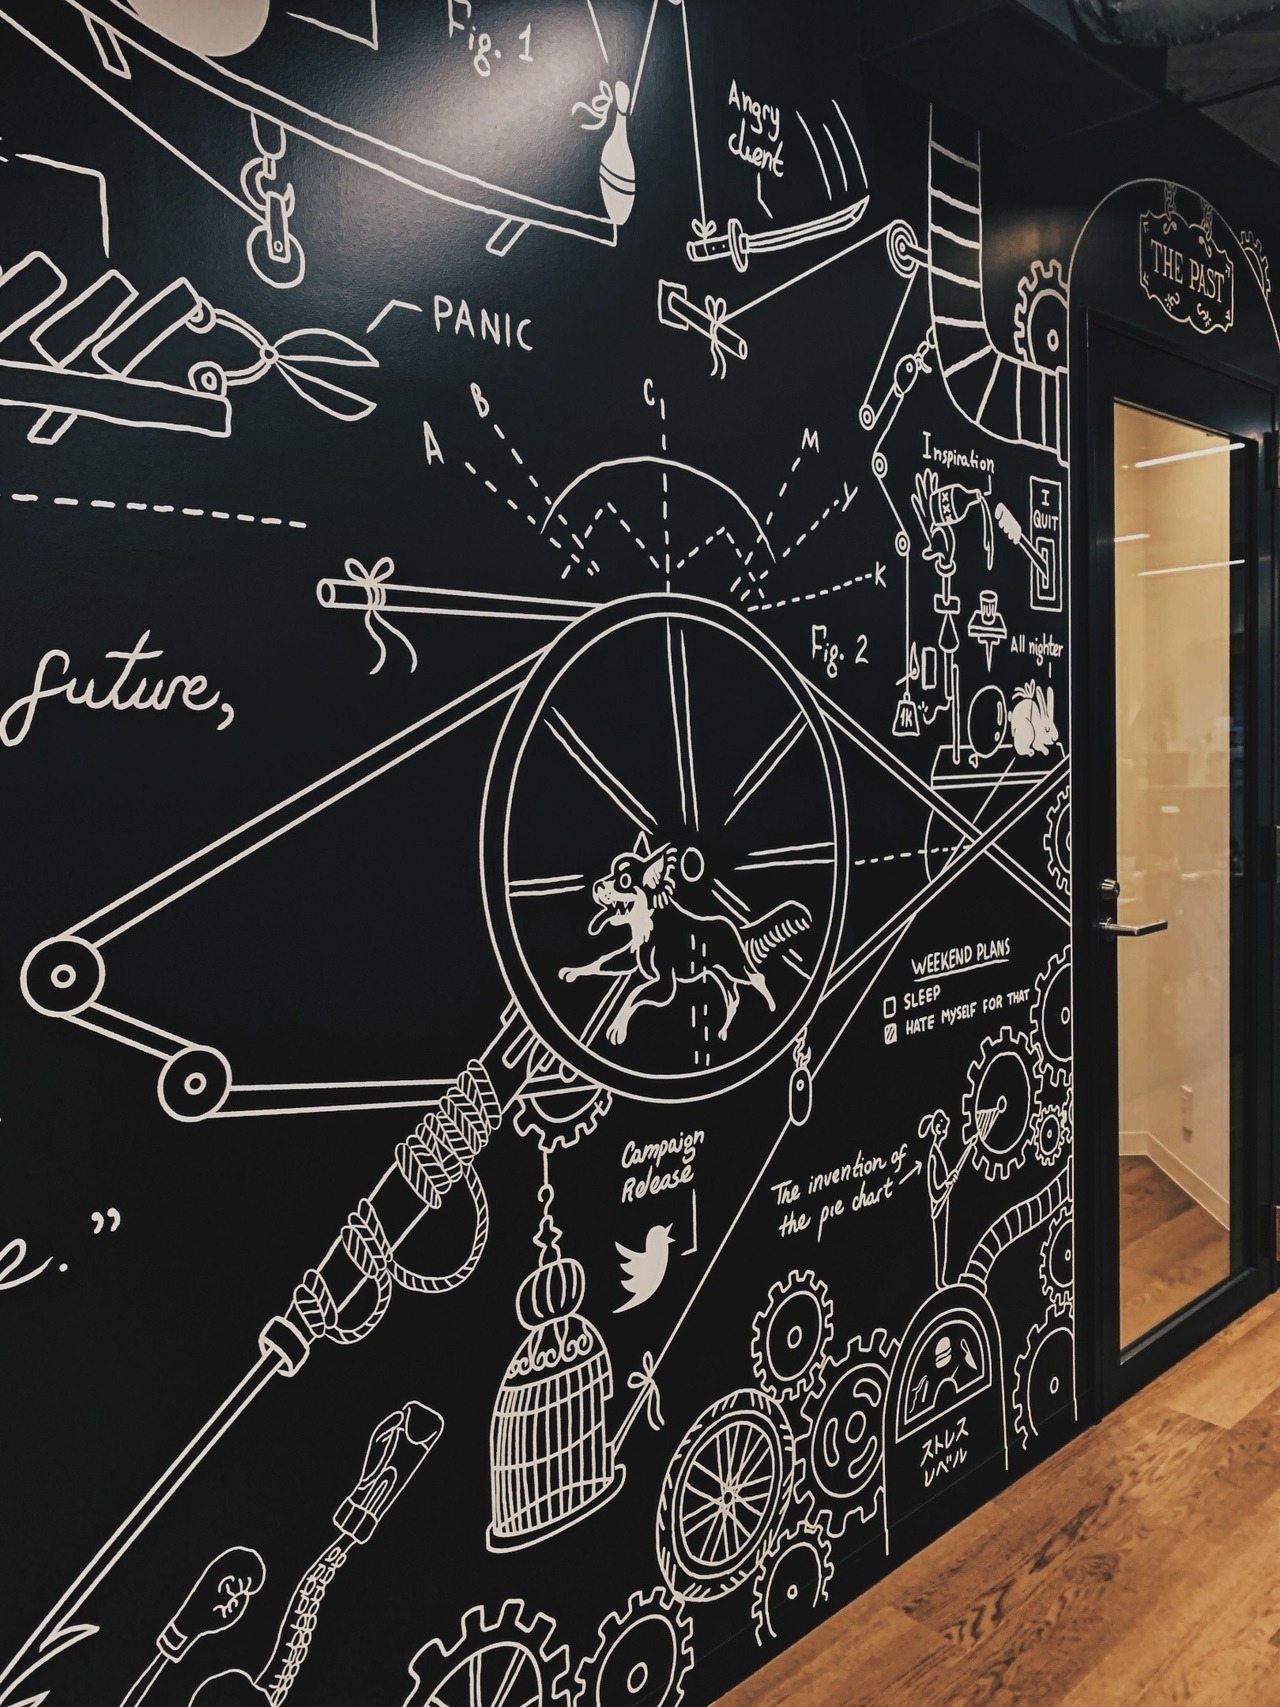 Fig. 1
Angry
client
THE PAST
PANIC
A
B
C
M
Y
K
Inspiration
I
QUIT
Fig. 2
All nighter
1K
future,
WEEKEND PLANS
SLEEP
HATE MYSELF FOR THAT
Campaign
Release
The invention of
the pie chart
e.”
ストレス
レベル